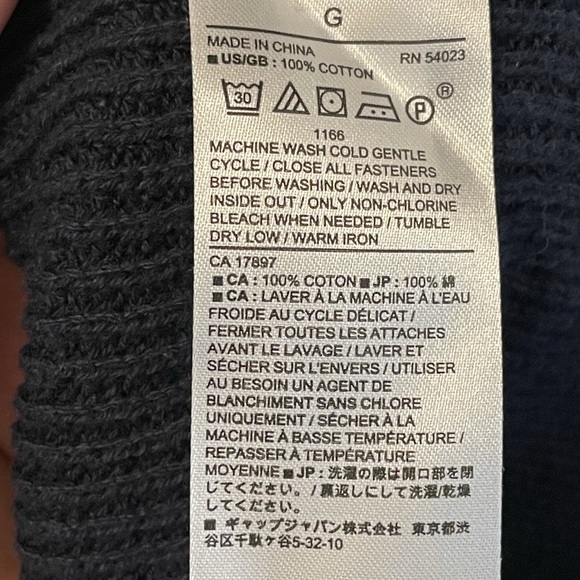 G
MADE IN CHINA RN 54023
■ US/GB : 100% COTTON
30 P ®
1166
MACHINE WASH COLD GENTLE
CYCLE / CLOSE ALL FASTENERS
BEFORE WASHING / WASH AND DRY
INSIDE OUT / ONLY NON-CHLORINE
BLEACH WHEN NEEDED / TUMBLE
DRY LOW / WARM IRON
CA 17897
■ CA : 100% COTON ■ JP : 100% 綿
■ CA : LAVER À LA MACHINE À L'EAU
FROIDE AU CYCLE DÉLICAT /
FERMER TOUTES LES ATTACHES
AVANT LE LAVAGE / LAVER ET
SÉCHER SUR L'ENVERS / UTILISER
AU BESOIN UN AGENT DE
BLANCHIMENT SANS CHLORE
UNIQUEMENT / SÉCHER À LA
MACHINE À BASSE TEMPÉRATURE /
REPASSER À TEMPÉRATURE
MOYENNE ■ JP : 洗濯の際は開口部を閉
じてください。/ 裏返しにして洗濯/乾燥
してください。
■ ギャップジャパン株式会社 東京都渋
谷区千駄ヶ谷5-32-10